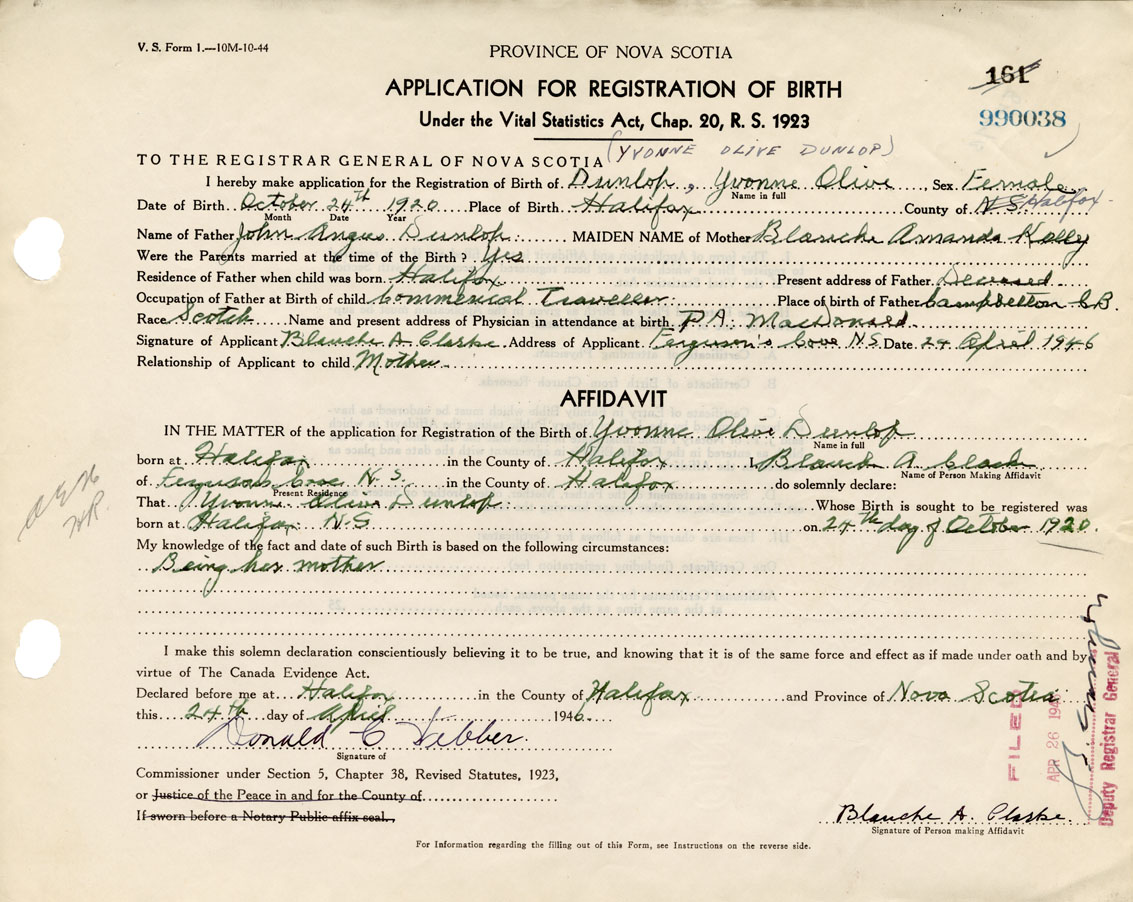 V. S. Form 1.—10M-10-44
PROVINCE OF NOVA SCOTIA
161
APPLICATION FOR REGISTRATION OF BIRTH
990038
Under the Vital Statistics Act, Chap. 20, R. S. 1923
(YVONNE OLIVE DUNLOP)
TO THE REGISTRAR GENERAL OF NOVA SCOTIA
I hereby make application for the Registration of Birth of Dunlop, Yvonne Olive, Sex Female
Name in full
Date of Birth October 24th 1920 Place of Birth Halifax County of N.S. Halifax
Month Date Year
Name of Father John Angus Dunlop MAIDEN NAME of Mother Blanche Amanda Kelly
Were the Parents married at the time of the Birth? Yes
Residence of Father when child was born Halifax Present address of Father Deceased
Occupation of Father at Birth of child Commercial Traveller Place of birth of Father Campbellton C.B.
Race Scotch Name and present address of Physician in attendance at birth P.A. MacDonald
Signature of Applicant Blanche A. Clarke Address of Applicant Ferguson's Cove N.S. Date 24 April 1946
Relationship of Applicant to child Mother
AFFIDAVIT
IN THE MATTER of the application for Registration of the Birth of Yvonne Olive Dunlop
Name in full
born at Halifax in the County of Halifax I, Blanch A. Clark
Name of Person Making Affidavit
of Ferguson Cove N.S. in the County of Halifax do solemnly declare:
Present Residence
That Yvonne Olive Dunlop Whose Birth is sought to be registered was
born at Halifax N-S on 24th day of October 1920.
My knowledge of the fact and date of such Birth is based on the following circumstances:
Being her mother
I make this solemn declaration conscientiously believing it to be true, and knowing that it is of the same force and effect as if made under oath and by
virtue of The Canada Evidence Act.
Declared before me at Halifax in the County of Halifax and Province of Nova Scotia
this 24th day of April 1946.
Donald C
Signature of
Commissioner under Section 5, Chapter 38, Revised Statutes, 1923,
or Justice of the Peace in and for the County of
If sworn before a Notary Public affix seal.
Blanche A. Clarke.
Signature of Person making Affidavit
For Information regarding the filling out of this Form, see Instructions on the reverse side.
FILED
APR 26 194
Deputy Registrar General